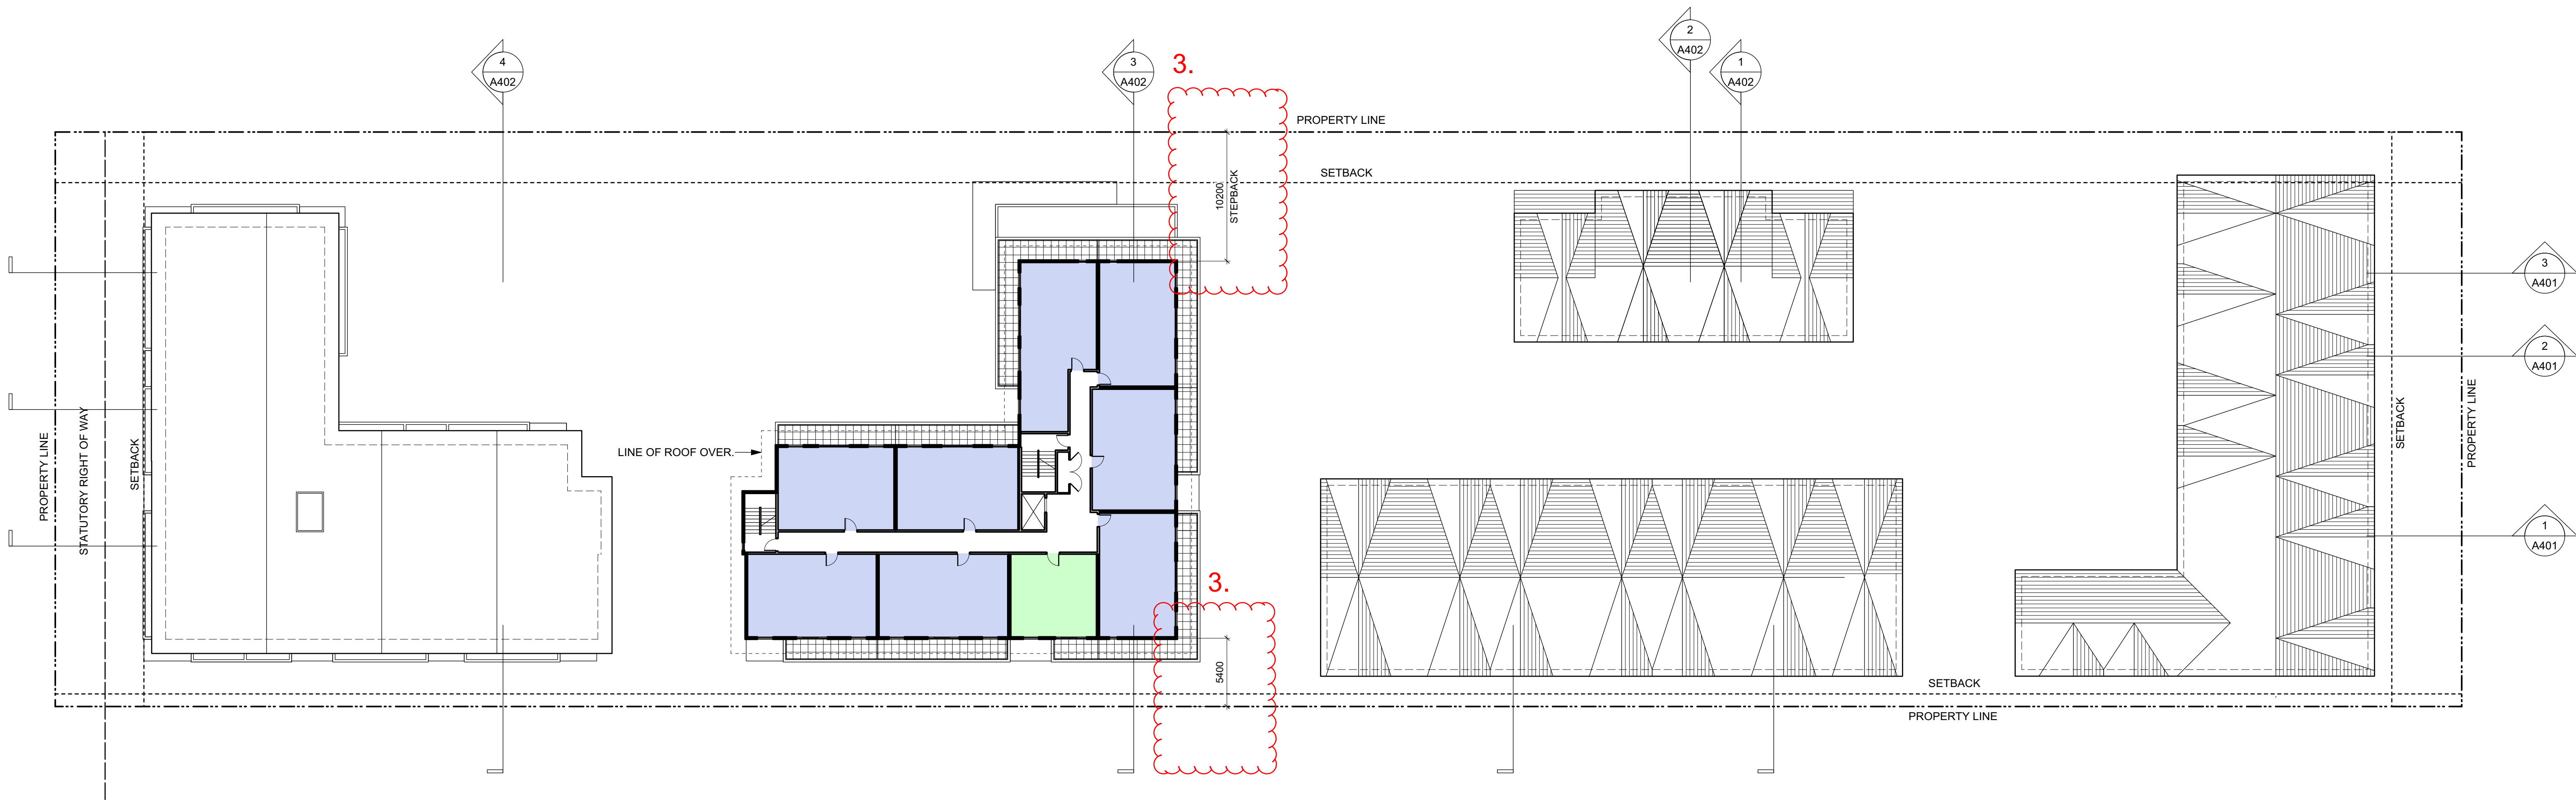 2
A402
4
A402
3
A402
3.
1
A402
PROPERTY LINE
SETBACK
10200
STEPBACK
3
A401
2
A401
1
A401
LINE OF ROOF OVER.
PROPERTY LINE
STATUTORY RIGHT OF WAY
SETBACK
SETBACK
PROPERTY LINE
3.
5400
SETBACK
PROPERTY LINE